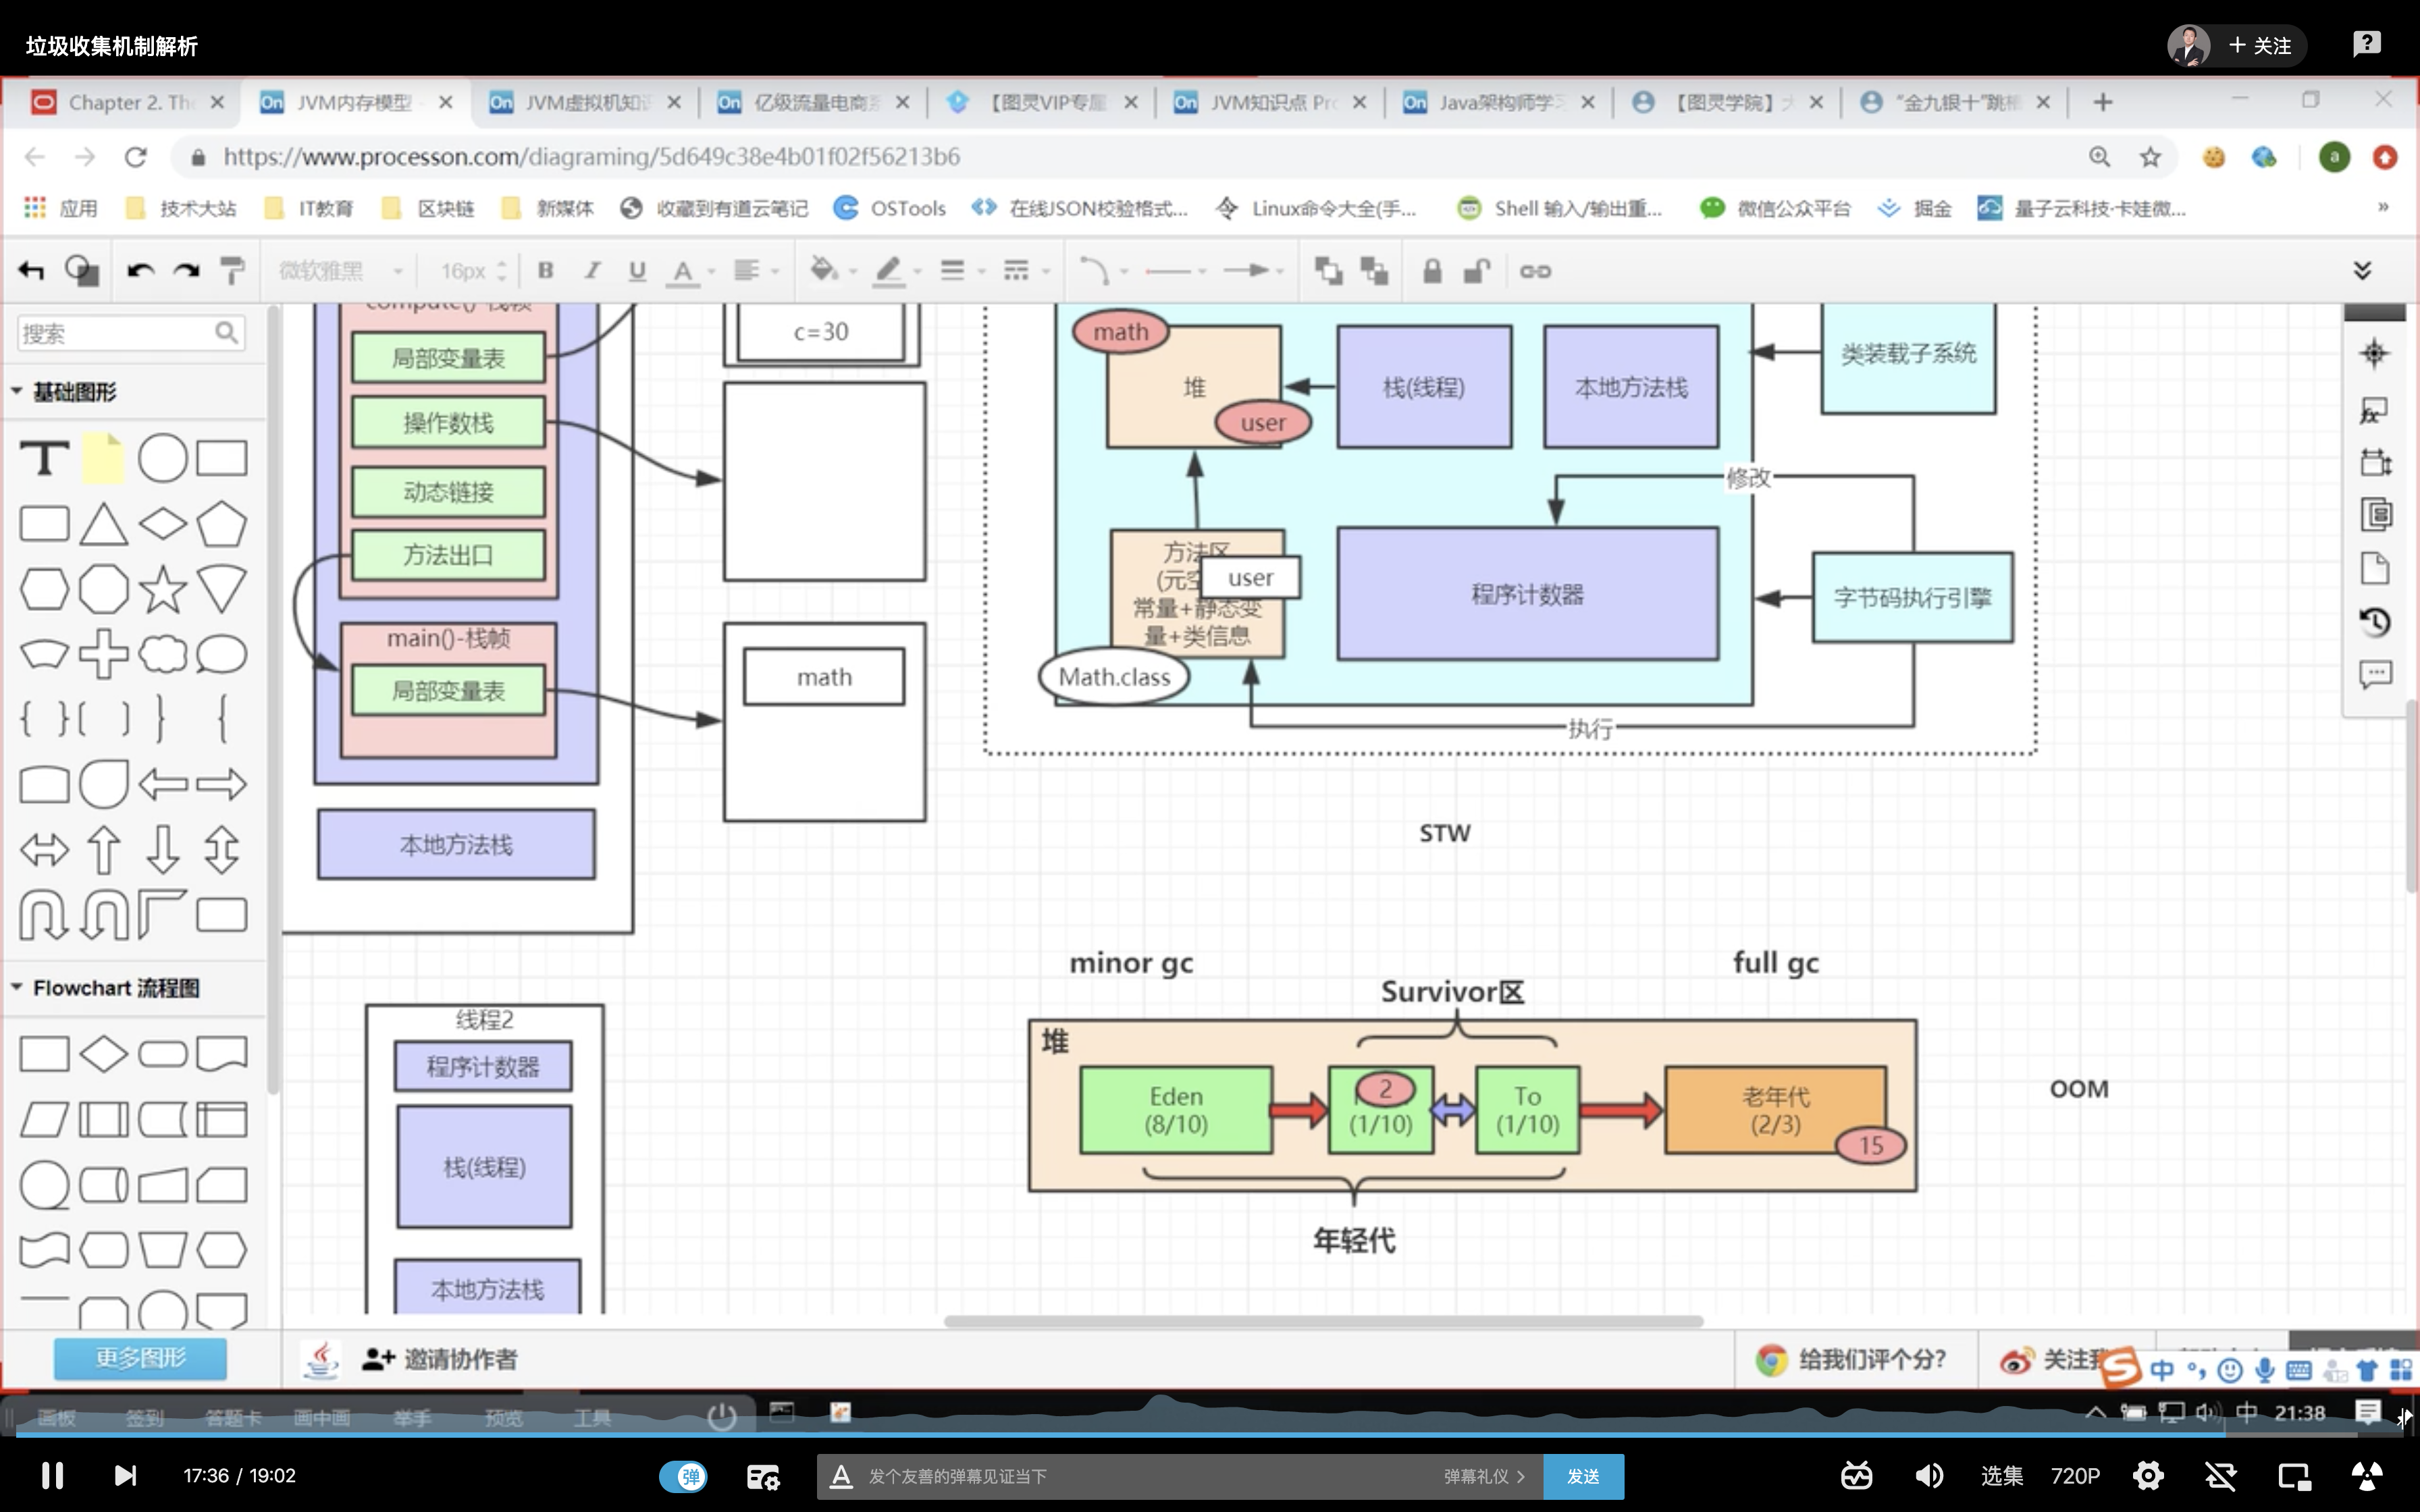 垃圾收集机制解析
+ 关注
Chapter 2. Th
JVM内存模型
JVM虚拟机知识
亿级流量电商系
【图灵VIP专属
JVM知识点 Pro
Java架构师学习
【图灵学院】大
“金九银十”跳槽
https://www.processon.com/diagraming/5d649c38e4b01f02f56213b6
a
应用
技术大站
IT教育
区块链
新媒体
收藏到有道云笔记
OSTools
在线JSON校验格式...
Linux命令大全(手...
Shell 输入/输出重...
微信公众平台
掘金
量子云科技-卡娃微...
»
微软雅黑
16px
B
I
U
A
搜索
基础图形
Flowchart 流程图
更多图形
compute()-栈帧
局部变量表
操作数栈
动态链接
方法出口
main()-栈帧
局部变量表
本地方法栈
c=30
math
math
堆
user
栈(线程)
本地方法栈
类装载子系统
修改
方法区
user
常量+静态变
量+类信息
Math.class
程序计数器
字节码执行引擎
执行
STW
minor gc
full gc
Survivor区
堆
Eden
(8/10)
2
(1/10)
To
(1/10)
老年代
(2/3)
15
OOM
年轻代
线程2
程序计数器
栈(线程)
本地方法栈
邀请协作者
给我们评个分?
关注我
中
画板
签到
答题卡
画中画
举手
预览
工具
中
21:38
17:36 / 19:02
弹
A
发个友善的弹幕见证当下
弹幕礼仪 >
发送
选集
720P